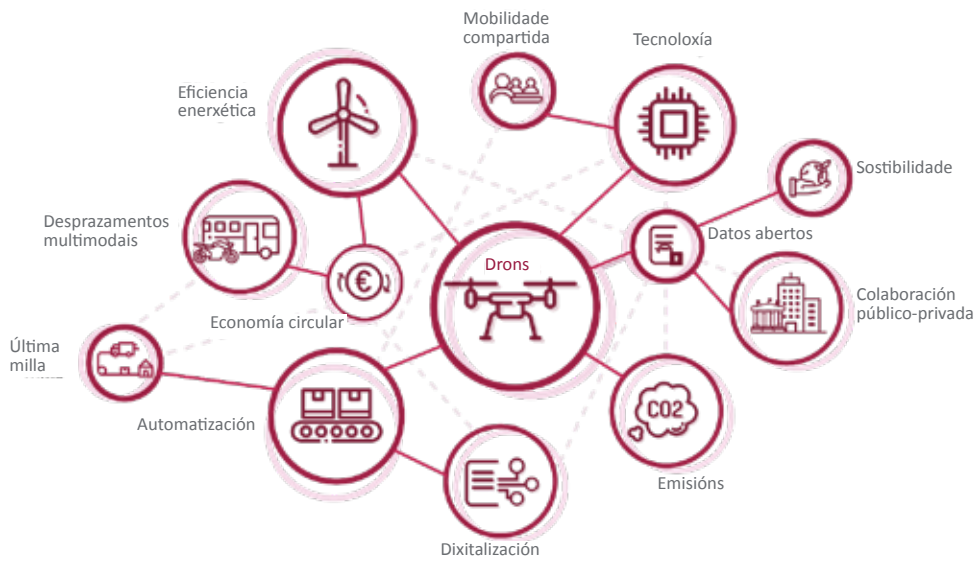 Mobilidade
compartida
Tecnoloxía
Eficiencia
enerxética
Sostibilidade
Desprazamentos
multimodais
Datos abertos
Drons
Economía circular
Colaboración
público-privada
Última
milla
CO2
Automatización
Emisións
Dixitalización